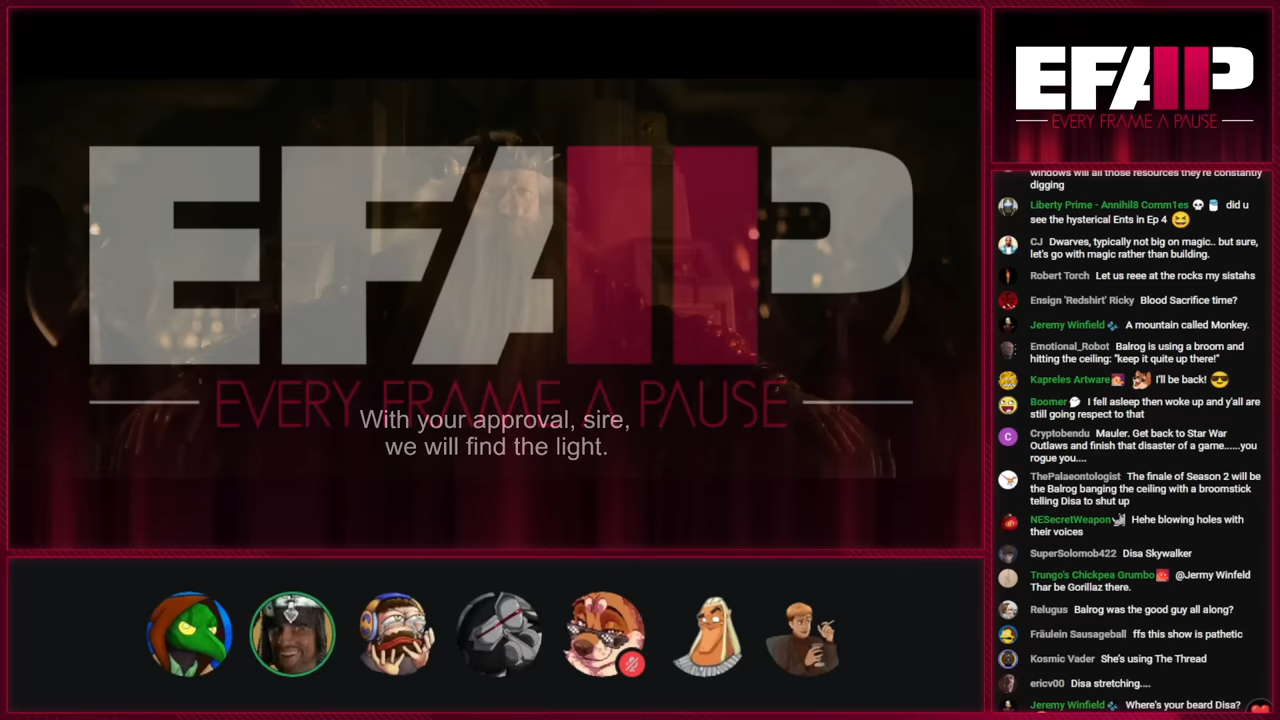 EFAP
EVERY FRAME A PAUSE
With your approval, sire,
we will find the light.
EFAP
EVERY FRAME A PAUSE
windows will all those resources they're constantly
digging
Liberty Prime - Annihil8 Comm1es did u
see the hysterical Ents in Ep 4
CJ Dwarves, typically not big on magic.. but sure,
let's go with magic rather than building.
Robert Torch Let us reee at the rocks my sistahs
Ensign 'Redshirt' Ricky Blood Sacrifice time?
Jeremy Winfield A mountain called Monkey.
Emotional_Robot Balrog is using a broom and
hitting the ceiling: "keep it quite up there!"
Kapreles Artware I'll be back!
Boomer I fell asleep then woke up and y'all are
still going respect to that
C
Cryptobendu Mauler. Get back to Star War
Outlaws and finish that disaster of a game......you
rogue you....
ThePalaeontologist The finale of Season 2 will be
the Balrog banging the ceiling with a broomstick
telling Disa to shut up
NESecretWeapon Hehe blowing holes with
their voices
SuperSolomob422 Disa Skywalker
Trungo's Chickpea Grumbo @Jermy Winfeld
Thar be Gorillaz there.
Relugus Balrog was the good guy all along?
Fräulein Sausageball ffs this show is pathetic
Kosmic Vader She's using The Thread
ericv00 Disa stretching....
Jeremy Winfield Where's your beard Disa?